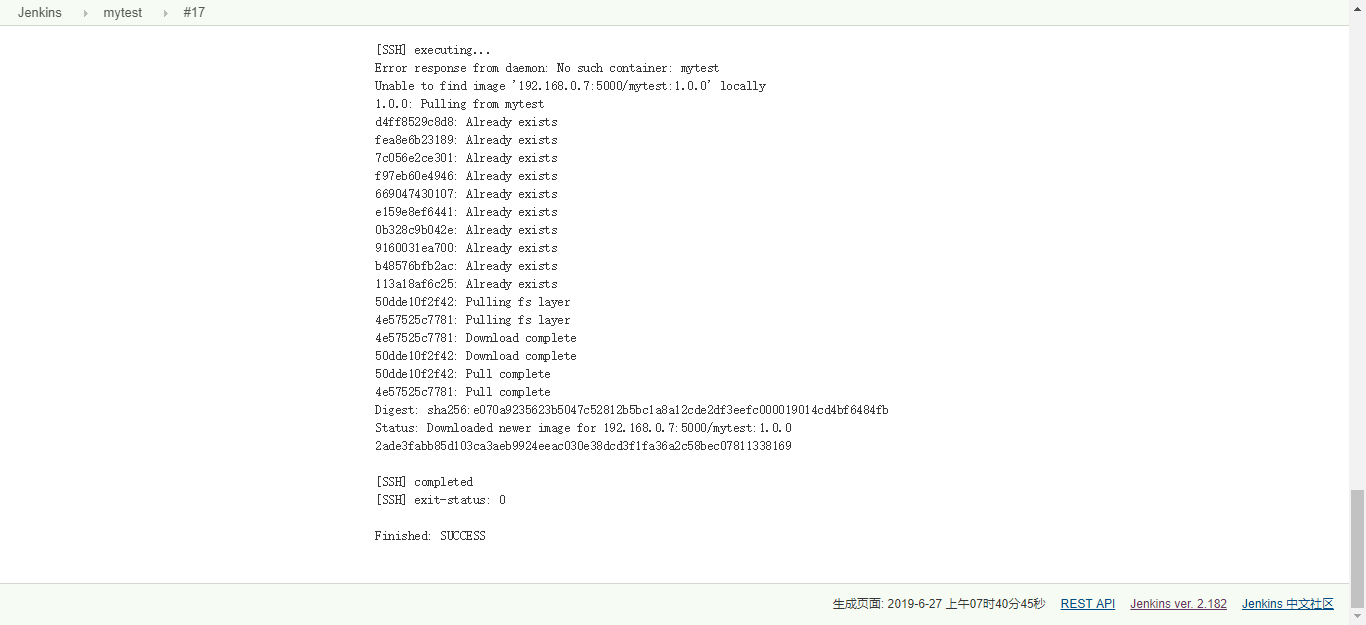 Jenkins mytest #17
[SSH] executing...
Error response from daemon: No such container: mytest
Unable to find image '192.168.0.7:5000/mytest:1.0.0' locally
1.0.0: Pulling from mytest
d4ff8529c8d8: Already exists
fea8e6b23189: Already exists
7c056e2ce301: Already exists
f97eb60e4946: Already exists
669047430107: Already exists
e159e8ef6441: Already exists
0b328c9b042e: Already exists
9160031ea700: Already exists
b48576bfb2ac: Already exists
113a18af6c25: Already exists
50dde10f2f42: Pulling fs layer
4e57525c7781: Pulling fs layer
4e57525c7781: Download complete
50dde10f2f42: Download complete
50dde10f2f42: Pull complete
4e57525c7781: Pull complete
Digest: sha256:e070a9235623b5047c52812b5bc1a8a12cde2df3eefc000019014cd4bf6484fb
Status: Downloaded newer image for 192.168.0.7:5000/mytest:1.0.0
2ade3fabb85d103ca3aeb9924eeac030e38dcd3f1fa36a2c58bec07811338169
[SSH] completed
[SSH] exit-status: 0
Finished: SUCCESS
生成页面: 2019-6-27 上午07时40分45秒 REST API Jenkins ver. 2.182 Jenkins 中文社区